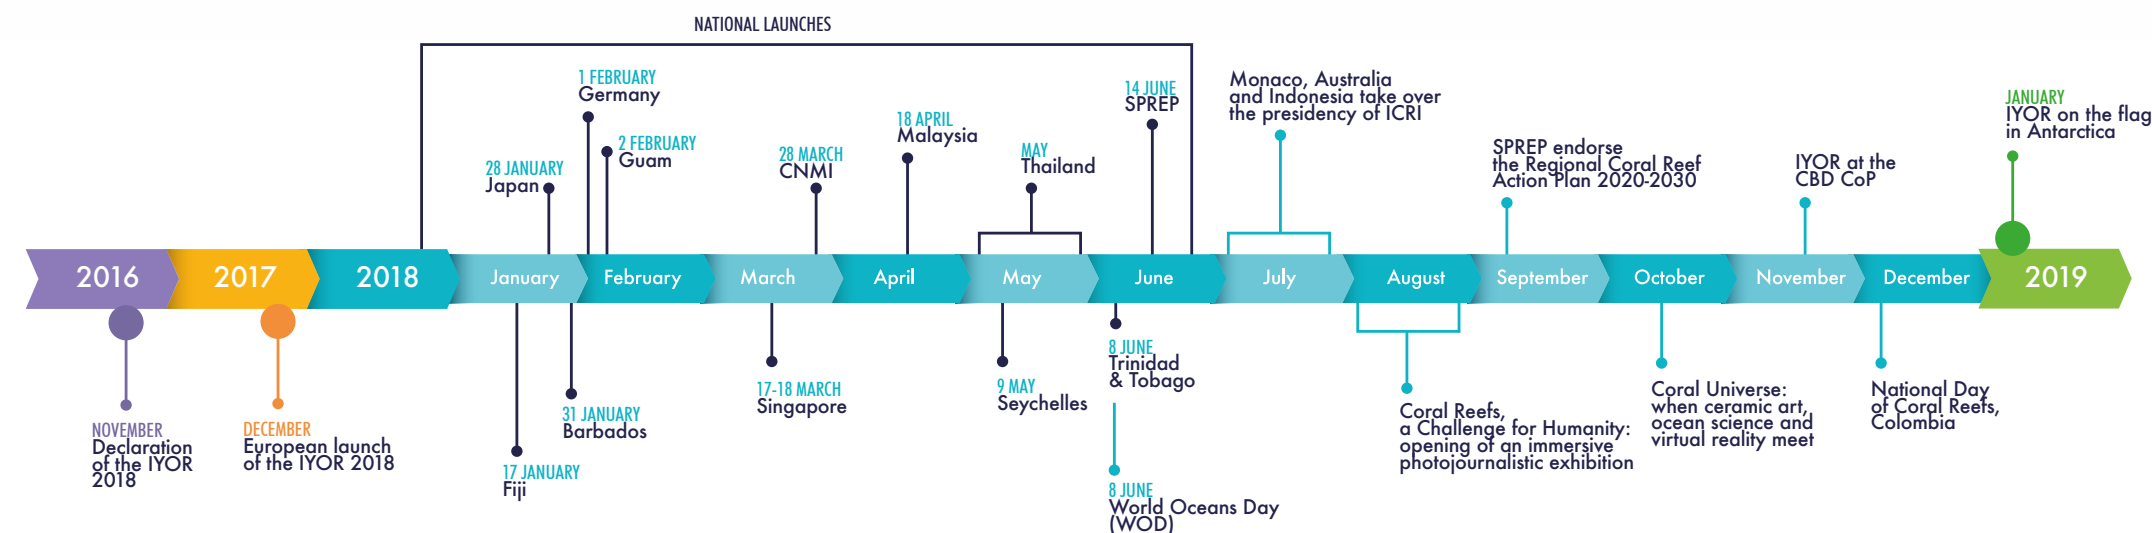 NATIONAL LAUNCHES
1 FEBRUARY
Germany
2 FEBRUARY
Guam
28 JANUARY
Japan
28 MARCH
CNMI
18 APRIL
Malaysia
MAY
Thailand
14 JUNE
SPREP
Monaco, Australia
and Indonesia take over
the presidency of ICRI
SPREP endorse
the Regional Coral Reef
Action Plan 2020-2030
IYOR at the
CBD CoP
JANUARY
IYOR on the flag
in Antarctica
2016
2017
2018
January
February
March
April
May
June
July
August
September
October
November
December
2019
NOVEMBER
Declaration
of the IYOR
2018
DECEMBER
European launch
of the IYOR 2018
17 JANUARY
Fiji
31 JANUARY
Barbados
17-18 MARCH
Singapore
9 MAY
Seychelles
8 JUNE
Trinidad
& Tobago
8 JUNE
World Oceans Day
(WOD)
Coral Reefs,
a Challenge for Humanity:
opening of an immersive
photojournalistic exhibition
Coral Universe:
when ceramic art,
ocean science and
virtual reality meet
National Day
of Coral Reefs,
Colombia